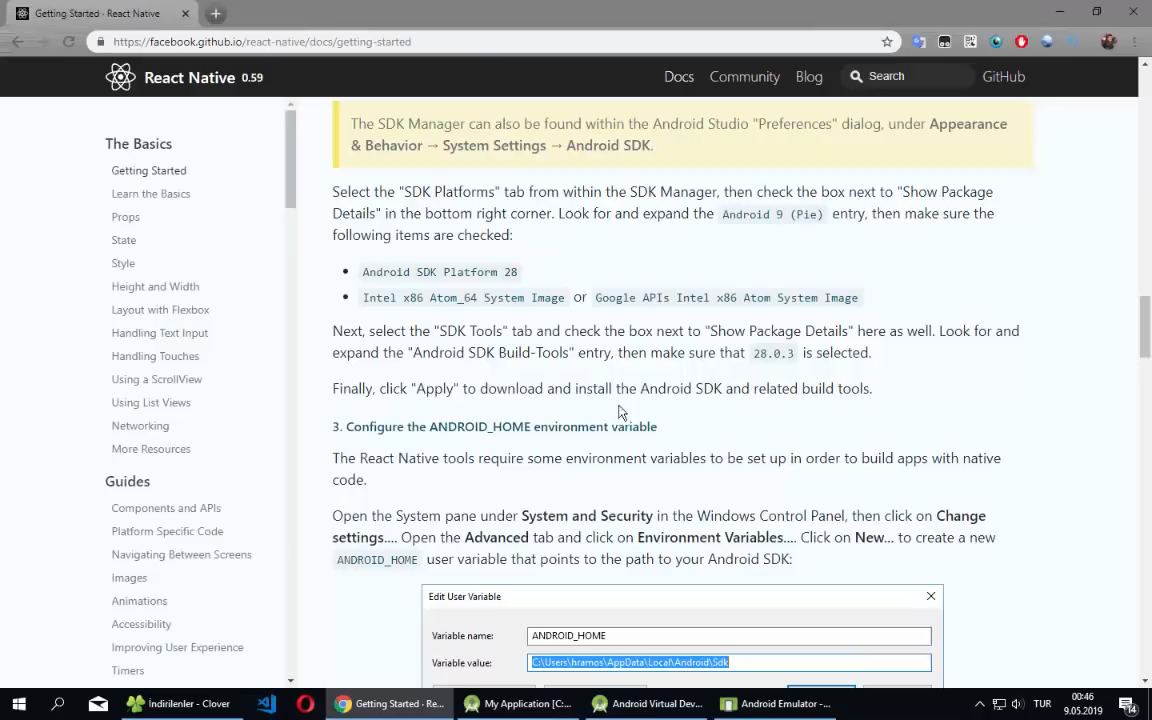 Getting Started · React Native
https://facebook.github.io/react-native/docs/getting-started
React Native 0.59
Docs Community Blog Search GitHub
The Basics
Getting Started
Learn the Basics
Props
State
Style
Height and Width
Layout with Flexbox
Handling Text Input
Handling Touches
Using a ScrollView
Using List Views
Networking
More Resources
Guides
Components and APIs
Platform Specific Code
Navigating Between Screens
Images
Animations
Accessibility
Improving User Experience
Timers
The SDK Manager can also be found within the Android Studio "Preferences" dialog, under Appearance
& Behavior → System Settings → Android SDK.
Select the "SDK Platforms" tab from within the SDK Manager, then check the box next to "Show Package
Details" in the bottom right corner. Look for and expand the Android 9 (Pie) entry, then make sure the
following items are checked:
• Android SDK Platform 28
• Intel x86 Atom_64 System Image or Google APIs Intel x86 Atom System Image
Next, select the "SDK Tools" tab and check the box next to "Show Package Details" here as well. Look for and
expand the "Android SDK Build-Tools" entry, then make sure that 28.0.3 is selected.
Finally, click "Apply" to download and install the Android SDK and related build tools.
3. Configure the ANDROID_HOME environment variable
The React Native tools require some environment variables to be set up in order to build apps with native
code.
Open the System pane under System and Security in the Windows Control Panel, then click on Change
settings.... Open the Advanced tab and click on Environment Variables.... Click on New... to create a new
ANDROID_HOME user variable that points to the path to your Android SDK:
Edit User Variable
Variable name: ANDROID_HOME
Variable value: C:\Users\hramos\AppData\Local\Android\Sdk
İndirilenler - Clover
Getting Started · Re...
My Application [C:...
Android Virtual Dev...
Android Emulator -...
TUR
00:46
9.05.2019
14